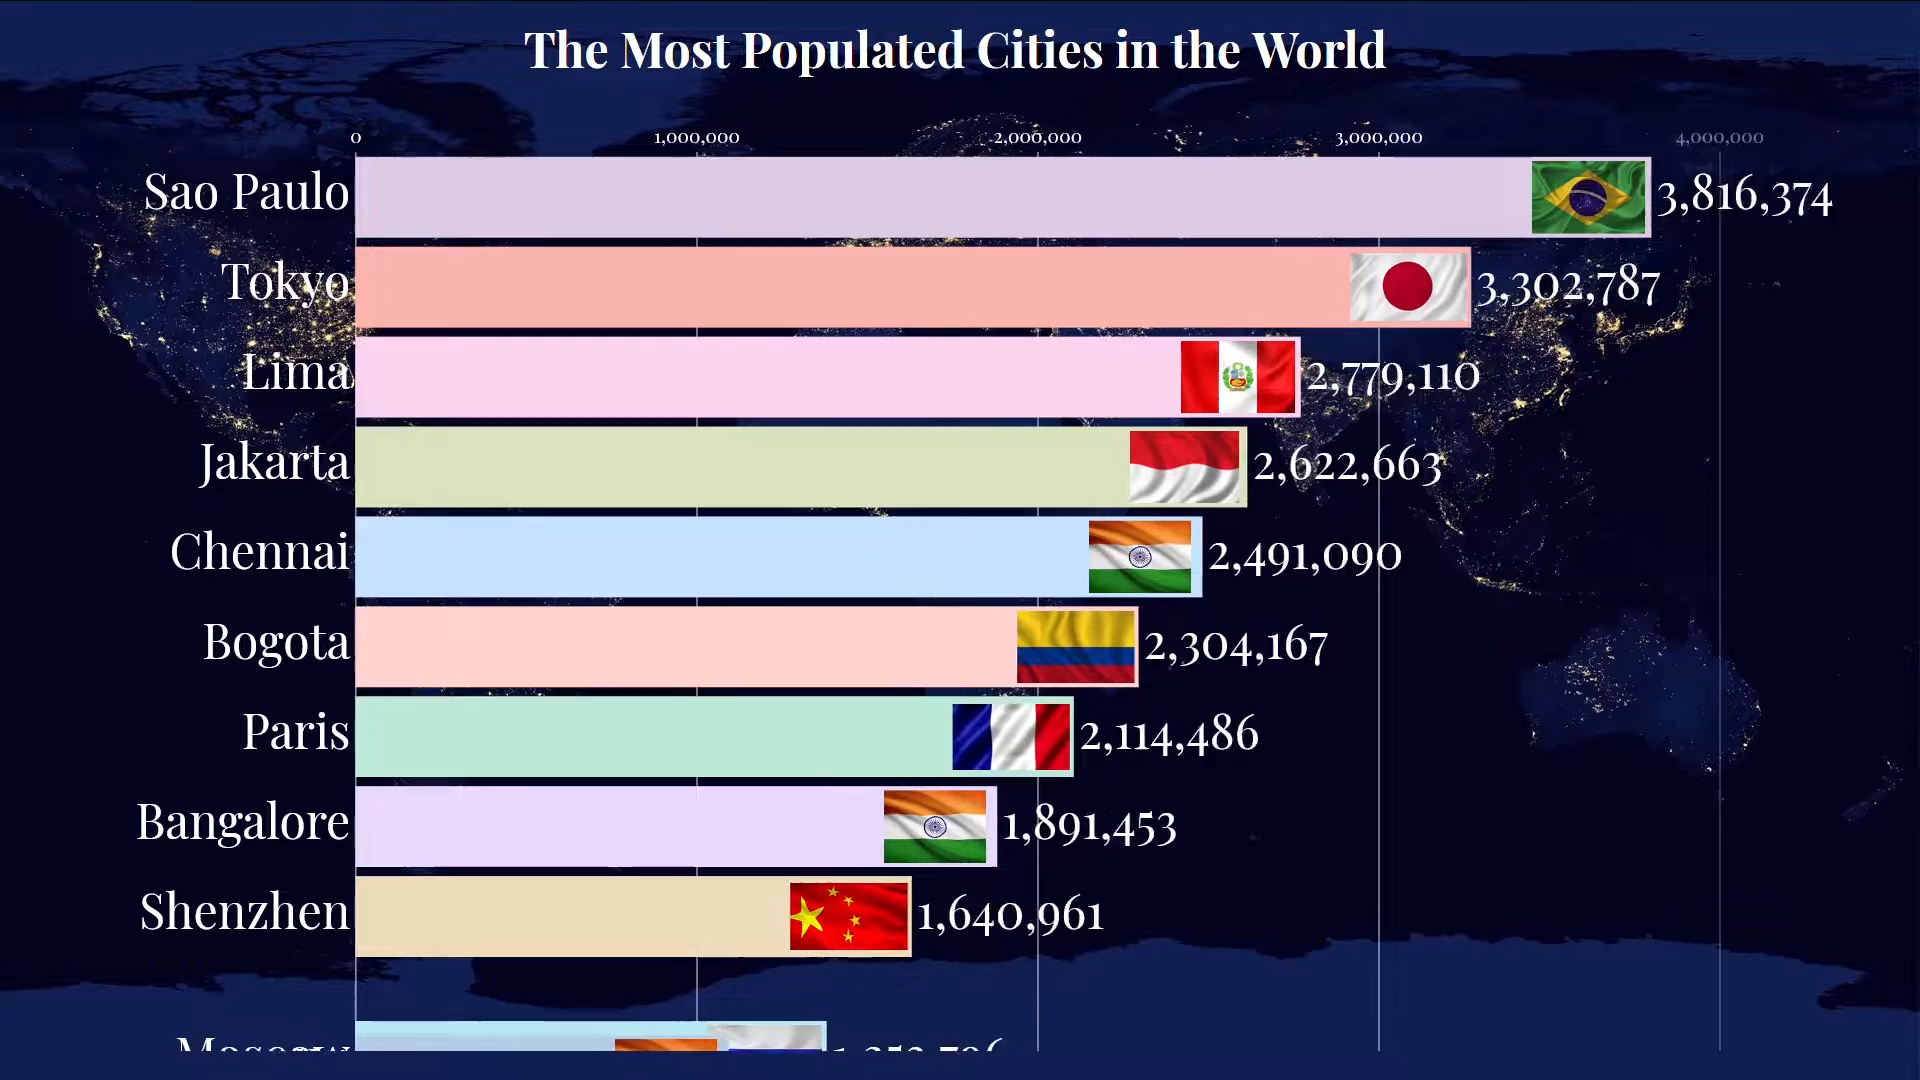 The Most Populated Cities in the World
0 1,000,000 2,000,000 3,000,000 4,000,000
Sao Paulo 3,816,374
Tokyo 3,302,787
Lima 2,779,110
Jakarta 2,622,663
Chennai 2,491,090
Bogota 2,304,167
Paris 2,114,486
Bangalore 1,891,453
Shenzhen 1,640,961
Moscow